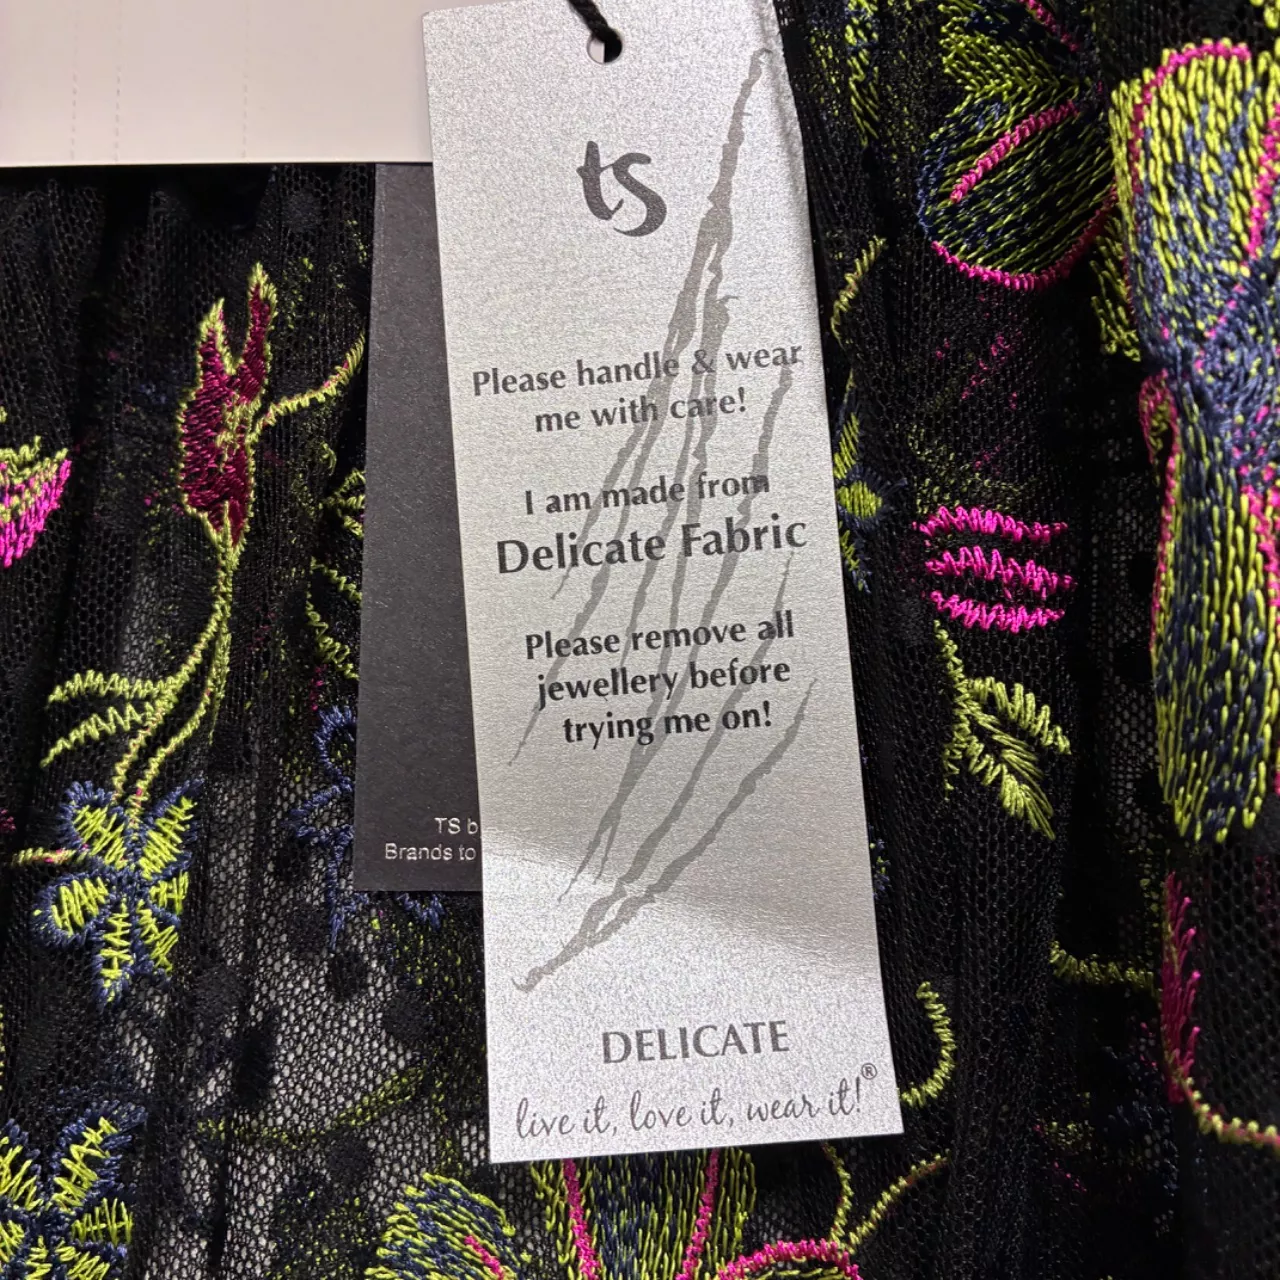 ts
Please handle & wear
me with care!
I am made from
Delicate Fabric
Please remove all
jewellery before
trying me on!
TS b
Brands to
DELICATE
live it, love it, wear it!®